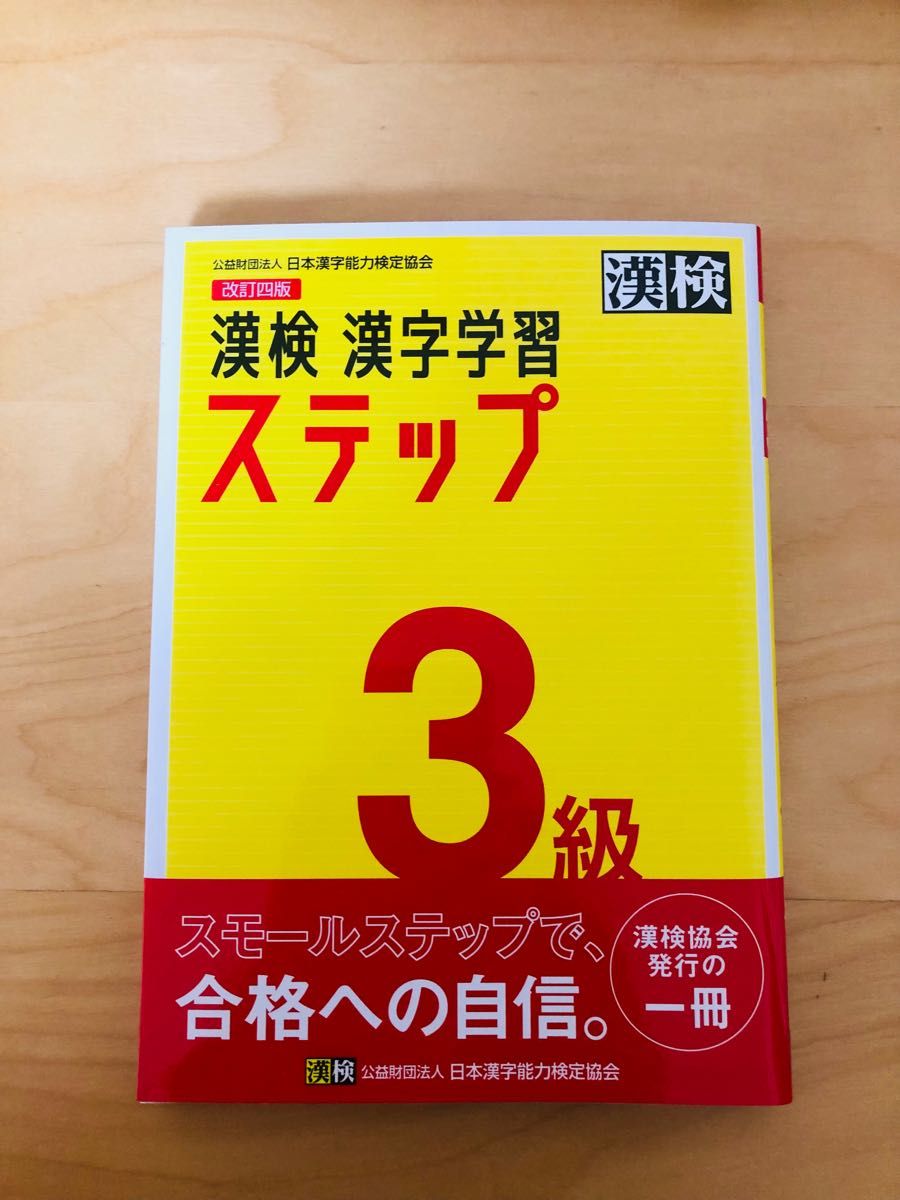 公益財団法人 日本漢字能力検定協会
漢検
改訂四版
漢検 漢字学習
ステップ
3級
スモールステップで、
合格への自信。
漢検協会
発行の
一冊
漢検 公益財団法人 日本漢字能力検定協会